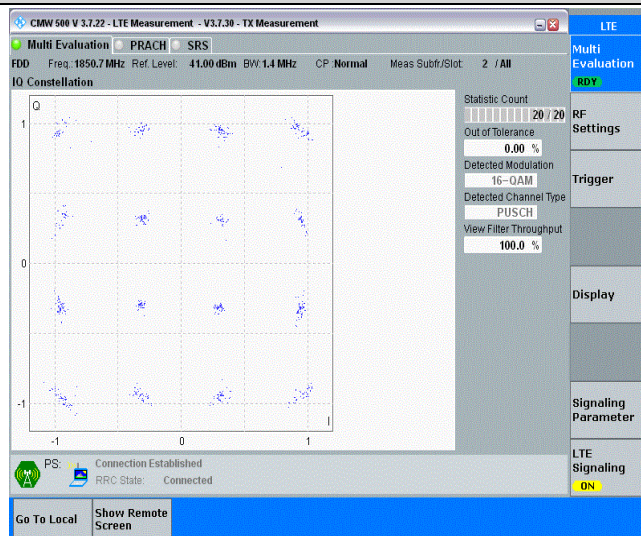 CMW 500 V 3.7.22 - LTE Measurement - V3.7.30 - TX Measurement
LTE
Multi Evaluation PRACH SRS
Multi
Evaluation
RDY
FDD Freq.:1850.7 MHz Ref. Level: 41.00 dBm BW:1.4 MHz CP :Normal Meas Subfr./Slot: 2 / All
IQ Constellation
Q
1
0
-1
I
-1 0 1
Statistic Count
20 / 20
Out of Tolerance
0.00 %
Detected Modulation
16-QAM
Detected Channel Type
PUSCH
View Filter Throughput
100.0 %
RF
Settings
Trigger
Display
Signaling
Parameter
LTE
Signaling
ON
PS: Connection Established
RRC State: Connected
Go To Local
Show Remote
Screen